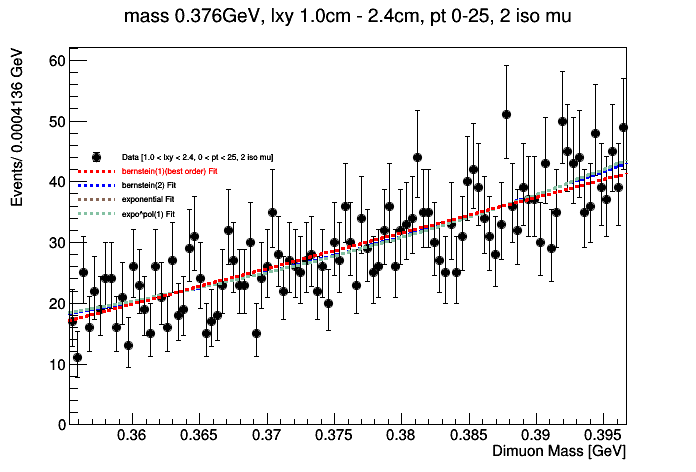 mass 0.376GeV, lxy 1.0cm - 2.4cm, pt 0-25, 2 iso mu
Events/ 0.0004136 GeV
60
50
40
30
20
10
0
Data [1.0 < lxy < 2.4, 0 < pt < 25, 2 iso mu]
bernstein(1)(best order) Fit
bernstein(2) Fit
exponential Fit
expo*pol(1) Fit
0.36 0.365 0.37 0.375 0.38 0.385 0.39 0.395
Dimuon Mass [GeV]